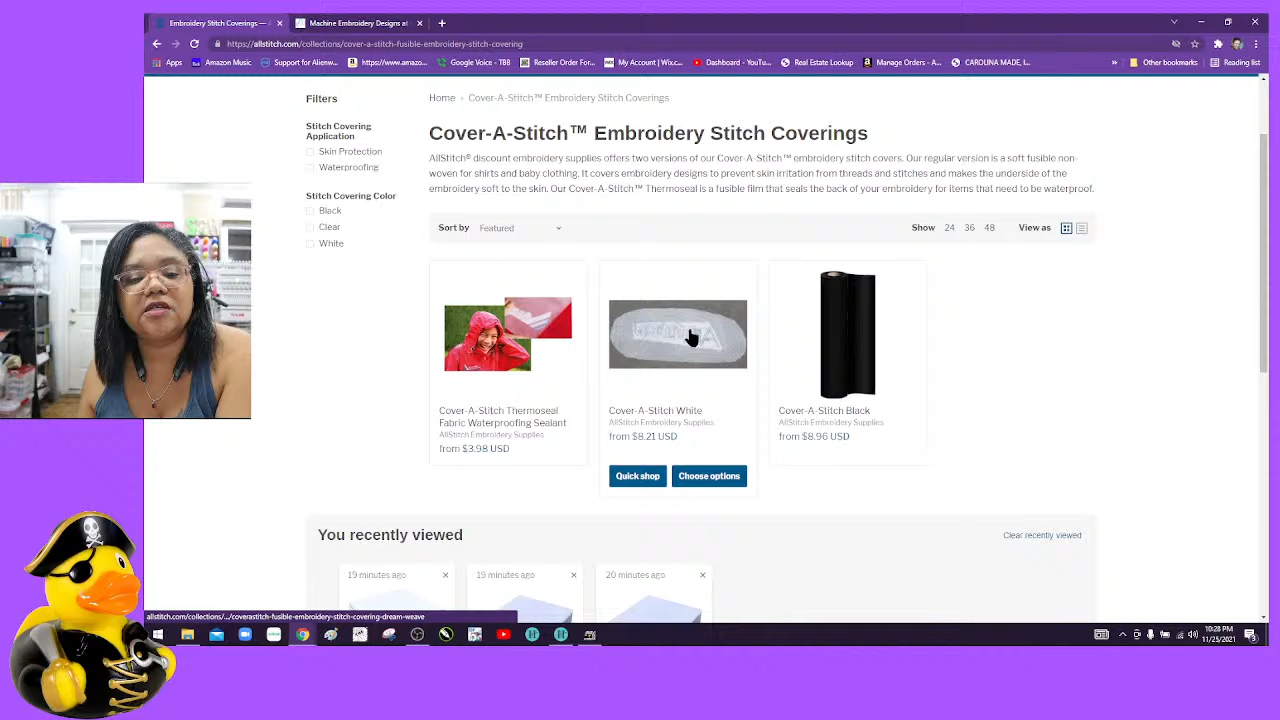 Embroidery Stitch Coverings — 
Machine Embroidery Designs at
https://allstitch.com/collections/cover-a-stitch-fusible-embroidery-stitch-covering
Apps
Amazon Music
Support for Alienw...
https://www.amazo...
Google Voice - TBB
Reseller Order For...
My Account | Wix.c...
Dashboard - YouTu...
Real Estate Lookup
Manage Orders - A...
CAROLINA MADE, I...
Other bookmarks
Reading list
Filters
Stitch Covering
Application
Skin Protection
Waterproofing
Stitch Covering Color
Black
Clear
White
Home › Cover-A-Stitch™ Embroidery Stitch Coverings
Cover-A-Stitch™ Embroidery Stitch Coverings
AllStitch® discount embroidery supplies offers two versions of our Cover-A-Stitch™ embroidery stitch covers. Our regular version is a soft fusible non-
woven for shirts and baby clothing. It covers embroidery designs to prevent skin irritation from threads and stitches and makes the underside of the
embroidery soft to the skin. Our Cover-A-Stitch™ Thermoseal is fusible film that seals the back of your embroidery for items that need to be waterproof.
Sort by Featured
Show 24 36 48 View as
Cover-A-Stitch Thermoseal
Fabric Waterproofing Sealant
AllStitch Embroidery Supplies
from $3.98 USD
Cover-A-Stitch White
AllStitch Embroidery Supplies
from $8.21 USD
Quick shop Choose options
Cover-A-Stitch Black
AllStitch Embroidery Supplies
from $8.96 USD
You recently viewed
Clear recently viewed
19 minutes ago
19 minutes ago
20 minutes ago
allstitch.com/collections/.../coverastitch-fusible-embroidery-stitch-covering-dream-weave
10:28 PM
11/25/2021